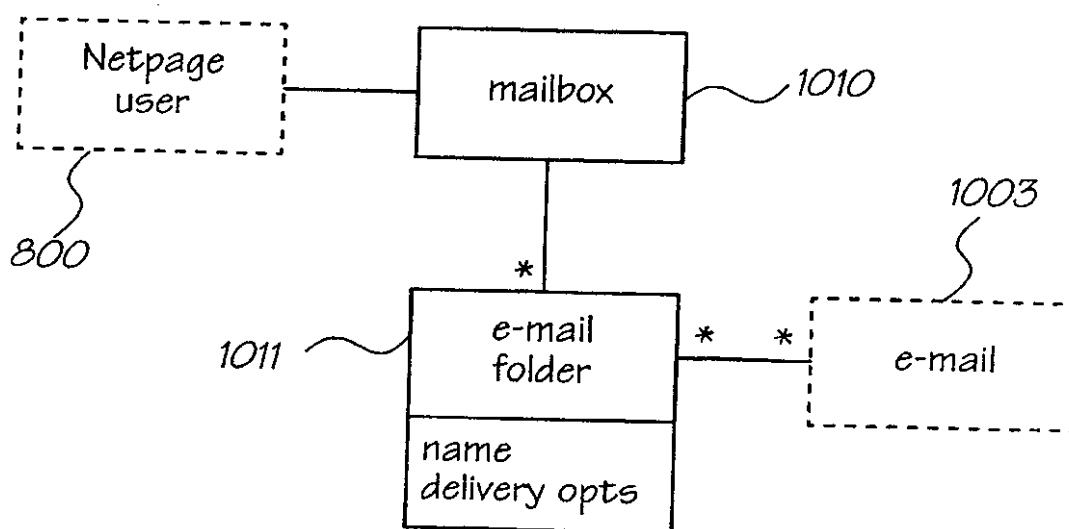 Netpage
user
mailbox
1010
800
1003
*
1011
e-mail
folder
* *
e-mail
name
delivery opts